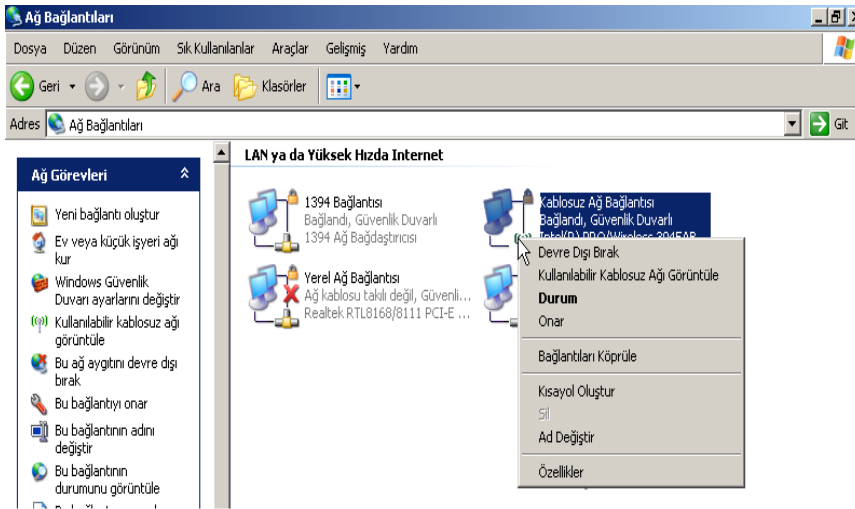 Ağ Bağlantıları
Dosya Düzen Görünüm Sık Kullanılanlar Araçlar Gelişmiş Yardım
Geri Ara Klasörler
Adres Ağ Bağlantıları Git
Ağ Görevleri
Yeni bağlantı oluştur
Ev veya küçük işyeri ağı
kur
Windows Güvenlik
Duvarı ayarlarını değiştir
Kullanılabilir kablosuz ağı
görüntüle
Bu ağ aygıtını devre dışı
bırak
Bu bağlantıyı onar
Bu bağlantının adını
değiştir
Bu bağlantının
durumunu görüntüle
LAN ya da Yüksek Hızda Internet
1394 Bağlantısı
Bağlandı, Güvenlik Duvarlı
1394 Ağ Bağdaştırıcısı
Kablosuz Ağ Bağlantısı
Bağlandı, Güvenlik Duvarlı
Intel(R) PRO/Wireless
Yerel Ağ Bağlantısı
Ağ kablosu takılı değil, Güvenli...
Realtek RTL8168/8111 PCI-E ...
Devre Dışı Bırak
Kullanılabilir Kablosuz Ağı Görüntüle
Durum
Onar
Bağlantıları Köprüle
Kısayol Oluştur
Sil
Ad Değiştir
Özellikler